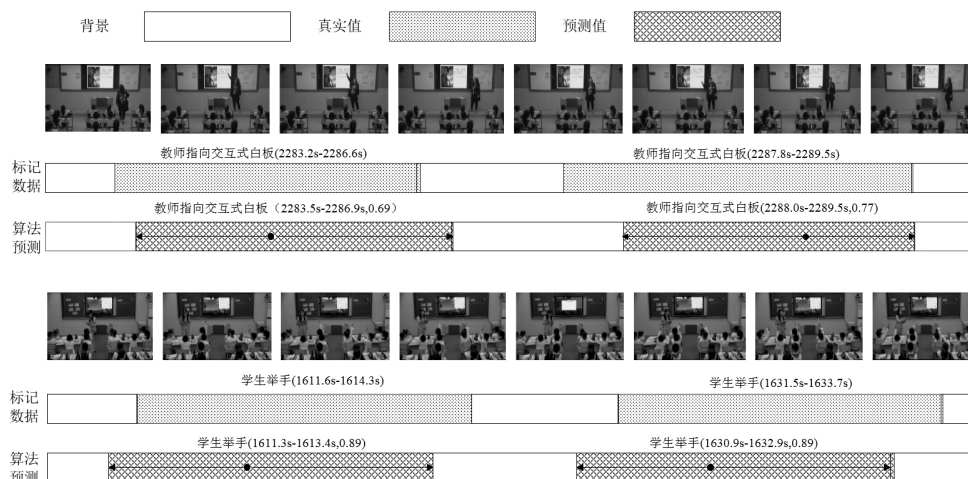 背景 真实值 预测值
教师指向交互式白板(2283.2s-2286.6s) 教师指向交互式白板(2287.8s-2289.5s)
标记
数据
教师指向交互式白板（2283.5s-2286.9s,0.69） 教师指向交互式白板(2288.0s-2289.5s,0.77)
算法
预测
学生举手(1611.6s-1614.3s) 学生举手(1631.5s-1633.7s)
标记
数据
学生举手(1611.3s-1613.4s,0.89) 学生举手(1630.9s-1632.9s,0.89)
算法
预测